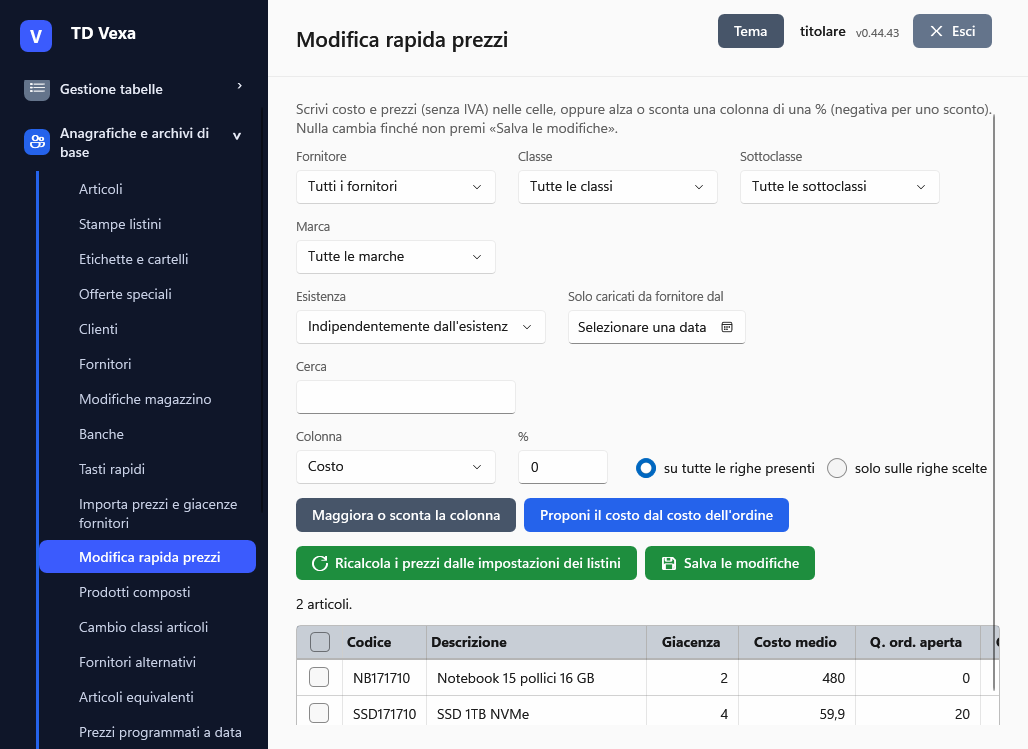 V
TD Vexa
Gestione tabelle
Anagrafiche e archivi di
base
Articoli
Stampe listini
Etichette e cartelli
Offerte speciali
Clienti
Fornitori
Modifiche magazzino
Banche
Tasti rapidi
Importa prezzi e giacenze
fornitori
Modifica rapida prezzi
Prodotti composti
Cambio classi articoli
Fornitori alternativi
Articoli equivalenti
Prezzi programmati a data
Modifica rapida prezzi
Tema
titolare v0.44.43
Esci
Scrivi costo e prezzi (senza IVA) nelle celle, oppure alza o sconta una colonna di una % (negativa per uno sconto).
Nulla cambia finché non premi «Salva le modifiche».
Fornitore Classe Sottoclasse
Tutti i fornitori Tutte le classi Tutte le sottoclassi
Marca
Tutte le marche
Esistenza Solo caricati da fornitore dal
Indipendentemente dall'esistenz Selezionare una data
Cerca
Colonna %
Costo 0 su tutte le righe presenti solo sulle righe scelte
Maggiora o sconta la colonna Proponi il costo dal costo dell'ordine
Ricalcola i prezzi dalle impostazioni dei listini Salva le modifiche
2 articoli.
Codice Descrizione Giacenza Costo medio Q. ord. aperta
NB171710 Notebook 15 pollici 16 GB 2 480 0
SSD171710 SSD 1TB NVMe 4 59,9 20